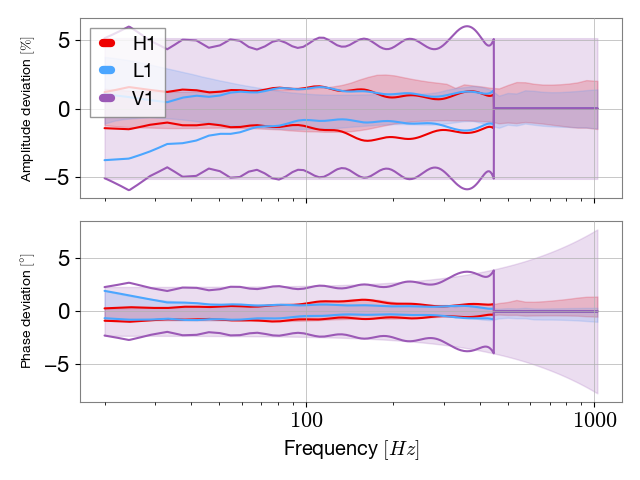 Amplitude deviation [%]
5
0
−5
H1
L1
V1
Phase deviation [°]
5
0
−5
100
1000
Frequency [Hz]